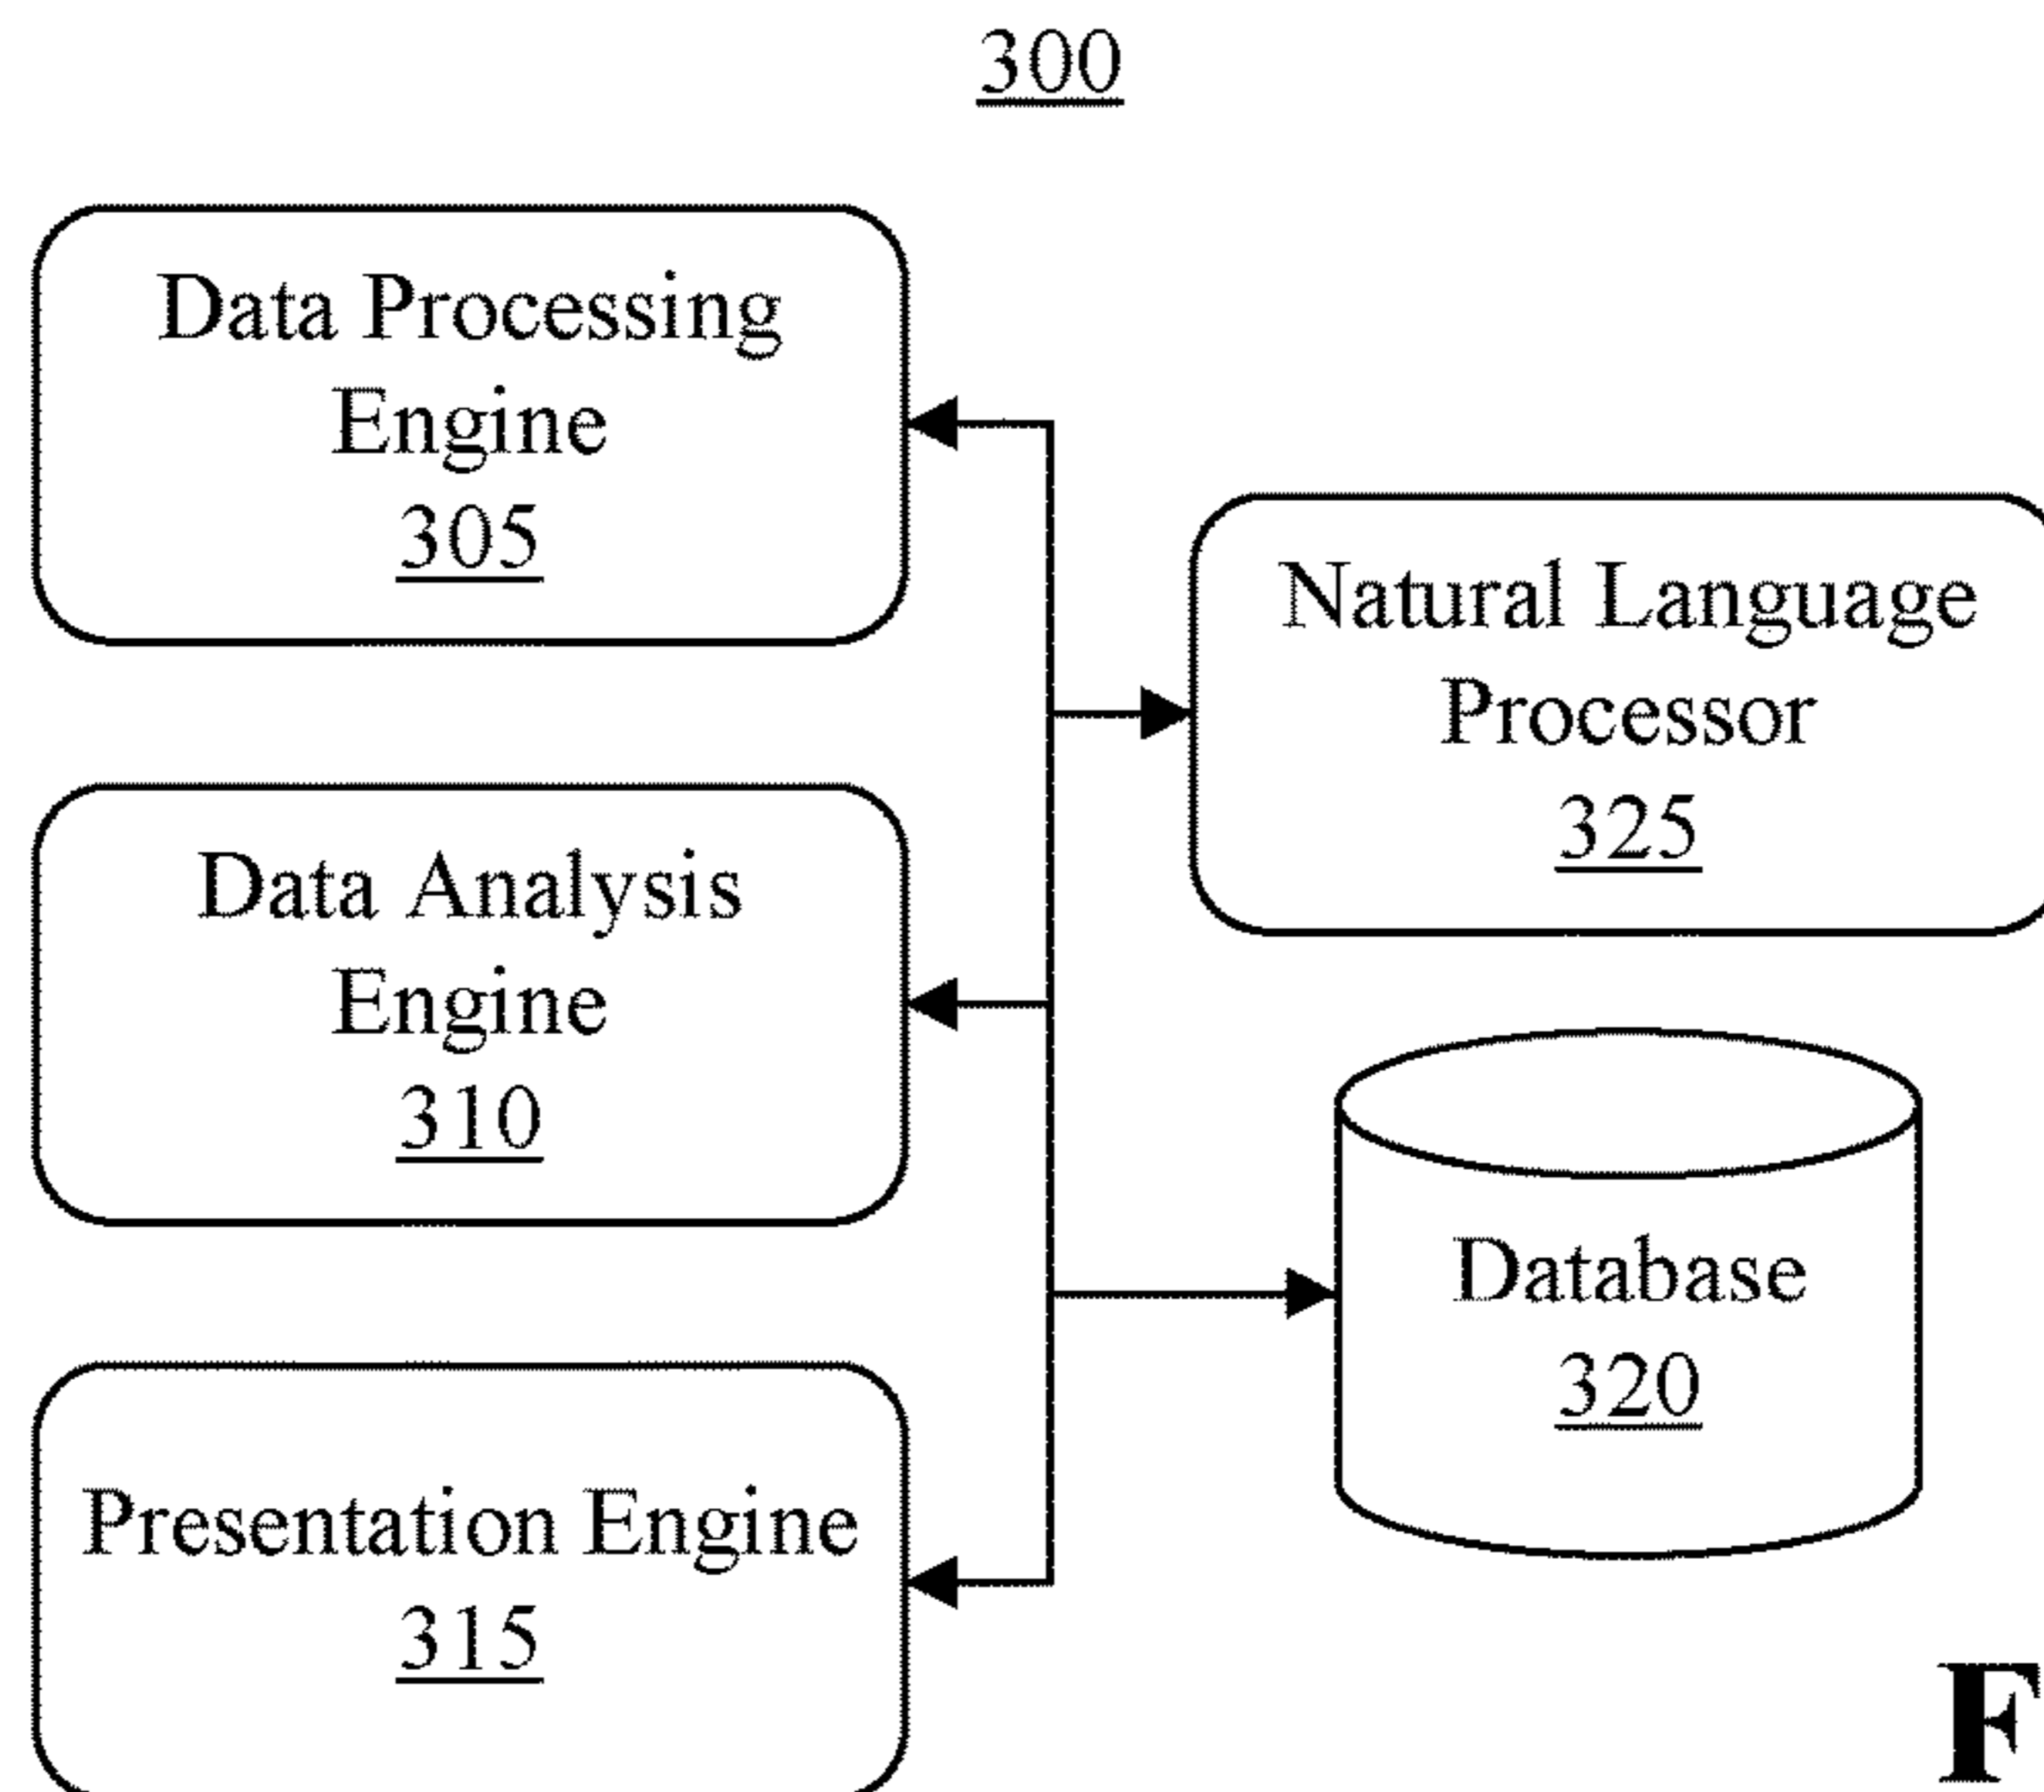 300
Data Processing
Engine
305
Natural Language
Processor
325
Data Analysis
Engine
310
Database
320
Presentation Engine
315
F